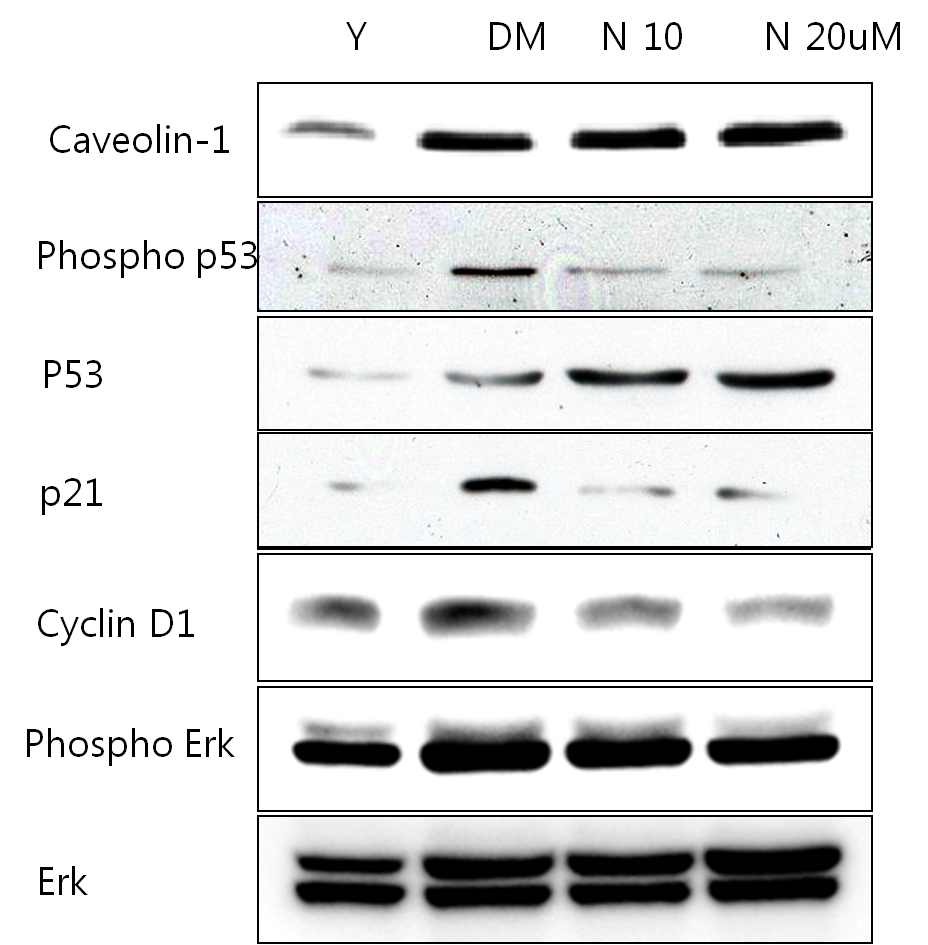 Y DM N 10 N 20uM
Caveolin-1
Phospho p53
P53
p21
Cyclin D1
Phospho Erk
Erk